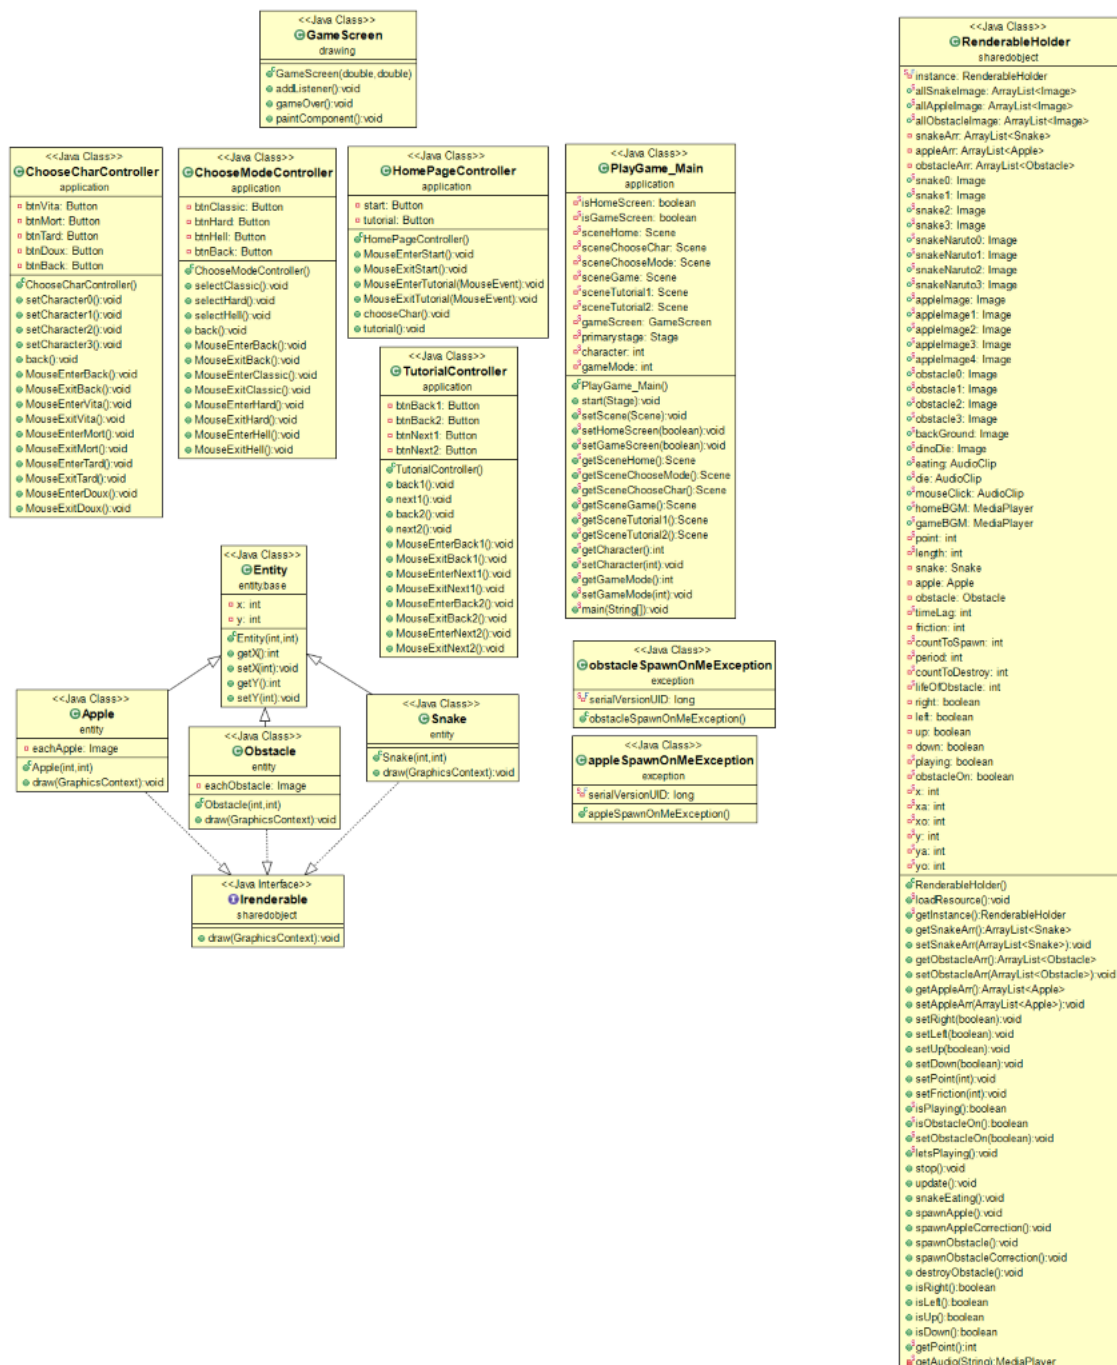 <<Java Class>>
GameScreen
drawing
GameScreen(double,double)
addListener():void
gameOver():void
paintComponent():void
<<Java Class>>
ChooseCharController
application
btnVita: Button
btnMort: Button
btnTard: Button
btnDoux: Button
btnBack: Button
ChooseCharController()
setCharacter0():void
setCharacter1():void
setCharacter2():void
setCharacter3():void
back():void
MouseEnterBack():void
MouseExitBack():void
MouseEnterVita():void
MouseExitVita():void
MouseEnterMort():void
MouseExitMort():void
MouseEnterTard():void
MouseExitTard():void
MouseEnterDoux():void
MouseExitDoux():void
<<Java Class>>
ChooseModeController
application
btnClassic: Button
btnHard: Button
btnHell: Button
btnBack: Button
ChooseModeController()
selectClassic():void
selectHard():void
selectHell():void
back():void
MouseEnterBack():void
MouseExitBack():void
MouseEnterClassic():void
MouseExitClassic():void
MouseEnterHard():void
MouseExitHard():void
MouseEnterHell():void
MouseExitHell():void
<<Java Class>>
HomePageController
application
start: Button
tutorial: Button
HomePageController()
MouseEnterStart():void
MouseExitStart():void
MouseEnterTutorial(MouseEvent):void
MouseExitTutorial(MouseEvent):void
chooseChar():void
tutorial():void
<<Java Class>>
TutorialController
application
btnBack1: Button
btnBack2: Button
btnNext1: Button
btnNext2: Button
TutorialController()
back1():void
next1():void
back2():void
next2():void
MouseEnterBack1():void
MouseExitBack1():void
MouseEnterNext1():void
MouseExitNext1():void
MouseEnterBack2():void
MouseExitBack2():void
MouseEnterNext2():void
MouseExitNext2():void
<<Java Class>>
PlayGame_Main
application
isHomeScreen: boolean
isGameScreen: boolean
sceneHome: Scene
sceneChooseChar: Scene
sceneChooseMode: Scene
sceneGame: Scene
sceneTutorial1: Scene
sceneTutorial2: Scene
gameScreen: GameScreen
primarystage: Stage
character: int
gameMode: int
PlayGame_Main()
start(Stage):void
setScene(Scene):void
setHomeScreen(boolean):void
setGameScreen(boolean):void
getSceneHome():Scene
getSceneChooseMode():Scene
getSceneChooseChar():Scene
getSceneGame():Scene
getSceneTutorial1():Scene
getSceneTutorial2():Scene
getCharacter():int
setCharacter(int):void
getGameMode():int
setGameMode(int):void
main(String[]):void
<<Java Class>>
Entity
entity.base
x: int
y: int
Entity(int,int)
getX():int
setX(int):void
getY():int
setY(int):void
<<Java Class>>
Apple
entity
eachApple: Image
Apple(int,int)
draw(GraphicsContext):void
<<Java Class>>
Obstacle
entity
eachObstacle: Image
Obstacle(int,int)
draw(GraphicsContext):void
<<Java Class>>
Snake
entity
Snake(int,int)
draw(GraphicsContext):void
<<Java Interface>>
Irenderable
sharedobject
draw(GraphicsContext):void
<<Java Class>>
obstacleSpawnOnMeException
exception
serialVersionUID: long
obstacleSpawnOnMeException()
<<Java Class>>
appleSpawnOnMeException
exception
serialVersionUID: long
appleSpawnOnMeException()
<<Java Class>>
RenderableHolder
sharedobject
instance: RenderableHolder
allSnakeImage: ArrayList<Image>
allAppleImage: ArrayList<Image>
allObstacleImage: ArrayList<Image>
snakeArr: ArrayList<Snake>
appleArr: ArrayList<Apple>
obstacleArr: ArrayList<Obstacle>
snake0: Image
snake1: Image
snake2: Image
snake3: Image
snakeNaruto0: Image
snakeNaruto1: Image
snakeNaruto2: Image
snakeNaruto3: Image
appleImage: Image
appleImage1: Image
appleImage2: Image
appleImage3: Image
appleImage4: Image
obstacle0: Image
obstacle1: Image
obstacle2: Image
obstacle3: Image
backGround: Image
dinoDie: Image
eating: AudioClip
die: AudioClip
mouseClick: AudioClip
homeBGM: MediaPlayer
gameBGM: MediaPlayer
point: int
length: int
snake: Snake
apple: Apple
obstacle: Obstacle
timeLag: int
friction: int
countToSpawn: int
period: int
countToDestroy: int
lifeOfObstacle: int
right: boolean
left: boolean
up: boolean
down: boolean
playing: boolean
obstacleOn: boolean
x: int
xa: int
xo: int
y: int
ya: int
yo: int
RenderableHolder()
loadResource():void
getInstance():RenderableHolder
getSnakeArr():ArrayList<Snake>
setSnakeArr(ArrayList<Snake>):void
getObstacleArr():ArrayList<Obstacle>
setObstacleArr(ArrayList<Obstacle>):void
getAppleArr():ArrayList<Apple>
setAppleArr(ArrayList<Apple>):void
setRight(boolean):void
setLeft(boolean):void
setUp(boolean):void
setDown(boolean):void
setPoint(int):void
setFriction(int):void
isPlaying():boolean
isObstacleOn():boolean
setObstacleOn(boolean):void
letsPlaying():void
stop():void
update():void
snakeEating():void
spawnApple():void
spawnAppleCorrection():void
spawnObstacle():void
spawnObstacleCorrection():void
destroyObstacle():void
isRight():boolean
isLeft():boolean
isUp():boolean
isDown():boolean
getPoint():int
getAudio(String):MediaPlayer